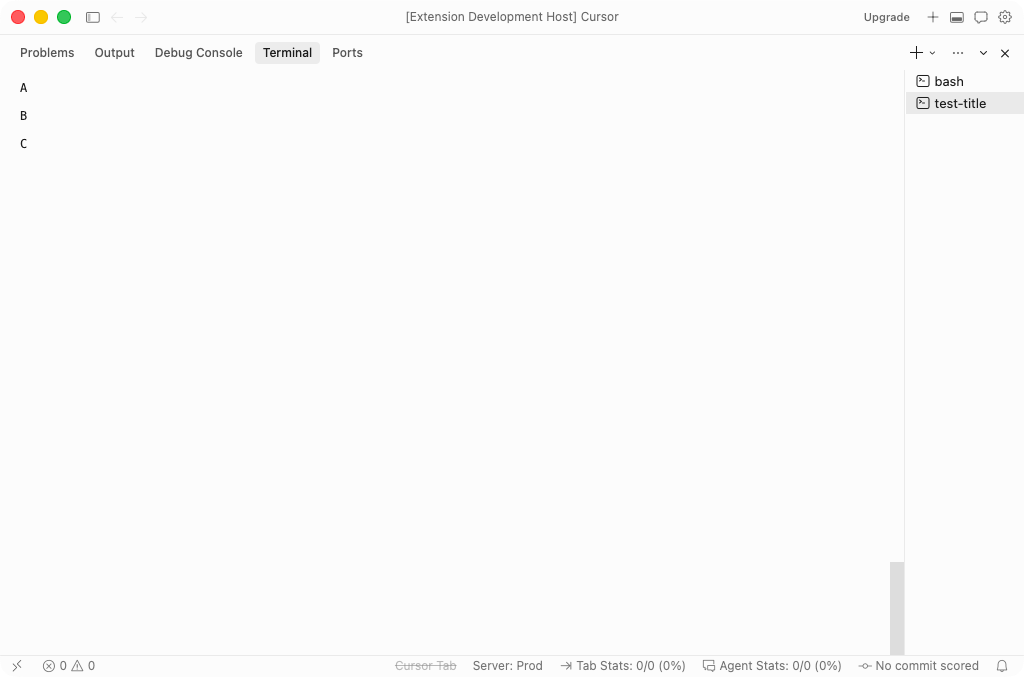 [Extension Development Host] Cursor
Upgrade
Problems Output Debug Console Terminal Ports
A
B
C
bash
test-title
0 0 Cursor Tab Server: Prod Tab Stats: 0/0 (0%) Agent Stats: 0/0 (0%) No commit scored